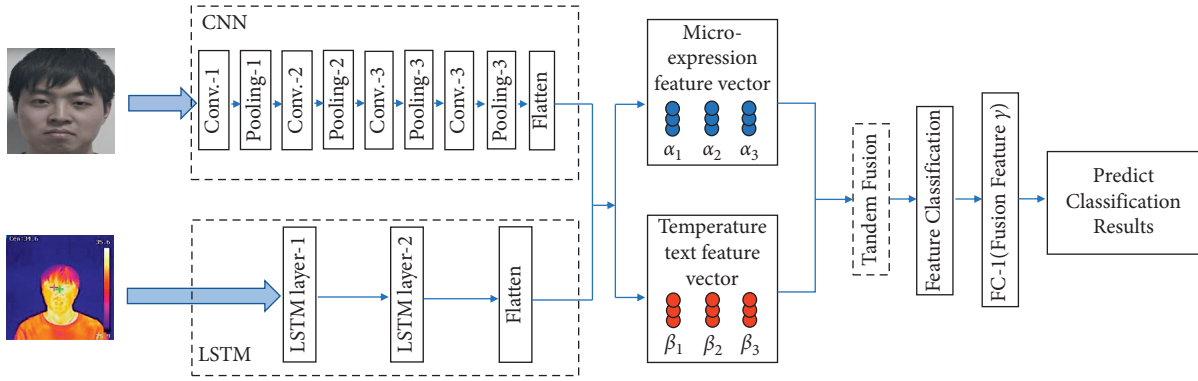 CNN
Conv.-1
Pooling-1
Conv.-2
Pooling-2
Conv.-3
Pooling-3
Conv.-3
Pooling-3
Flatten
Micro-
expression
feature vector
α1 α2 α3
Tandem Fusion
Feature Classification
FC-1(Fusion Feature γ)
Predict
Classification
Results
35.6
LSTM layer-1
LSTM layer-2
Flatten
LSTM
Temperature
text feature
vector
β1 β2 β3